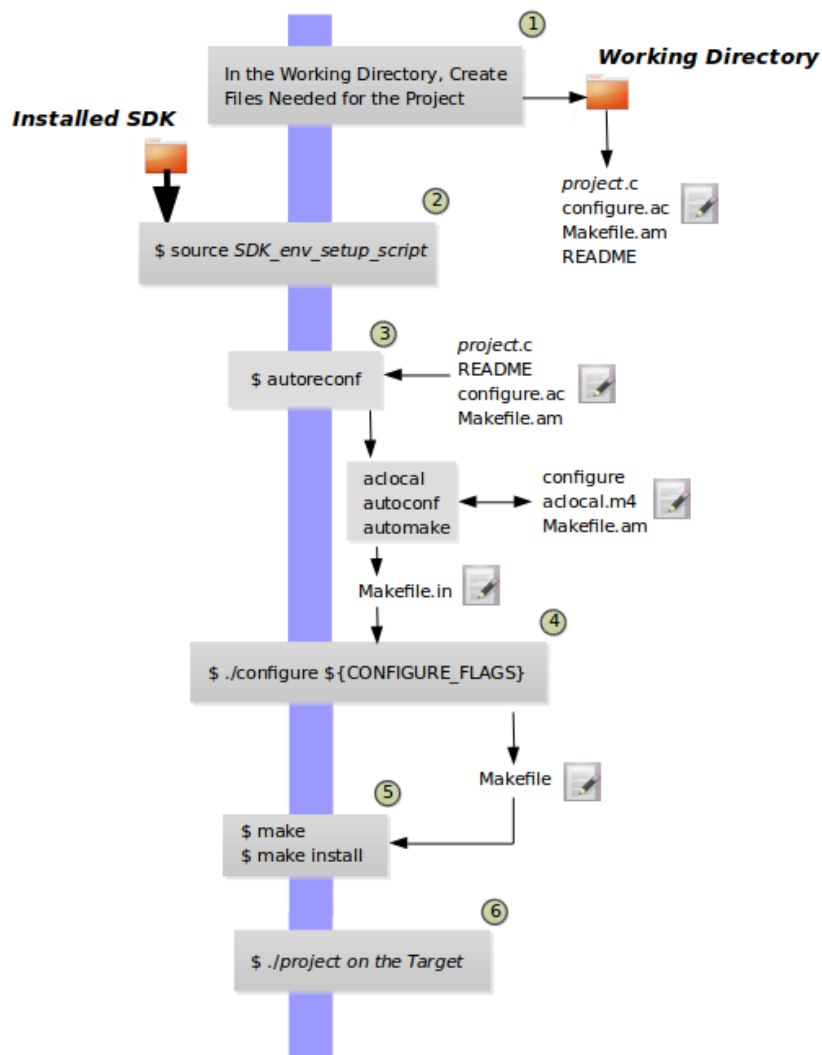 1
Working Directory
In the Working Directory, Create
Files Needed for the Project
Installed SDK
project.c
configure.ac
Makefile.am
README
2
$ source SDK_env_setup_script
3
$ autoreconf
project.c
README
configure.ac
Makefile.am
aclocal
autoconf
automake
configure
aclocal.m4
Makefile.am
Makefile.in
4
$ ./configure ${CONFIGURE_FLAGS}
Makefile
5
$ make
$ make install
6
$ ./project on the Target